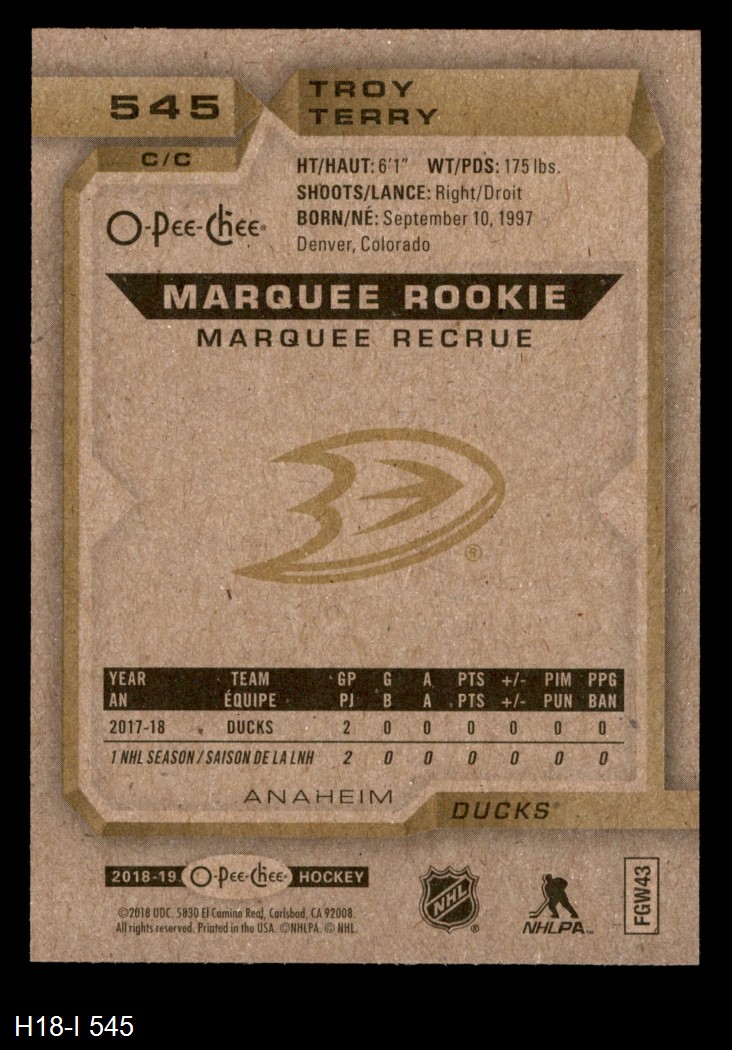 545
TROY
TERRY
C/C
O-Pee-Chee®
HT/HAUT: 6'1" WT/PDS: 175 lbs.
SHOOTS/LANCE: Right/Droit
BORN/NÉ: September 10, 1997
Denver, Colorado
MARQUEE ROOKIE
MARQUEE RECRUE
®
YEAR TEAM GP G A PTS +/- PIM PPG
AN ÉQUIPE PJ B A PTS +/- PUN BAN
2017-18 DUCKS 2 0 0 0 0 0 0
1 NHL SEASON / SAISON DE LA LNH 2 0 0 0 0 0 0
ANAHEIM
DUCKS®
2018-19 O-Pee-Chee® HOCKEY
©2018 UDC. 5830 El Camino Real, Carlsbad, CA 92008.
All rights reserved. Printed in the USA. ©NHLPA. © NHL.
NHL®
NHLPA™
FGW43
H18-I 545